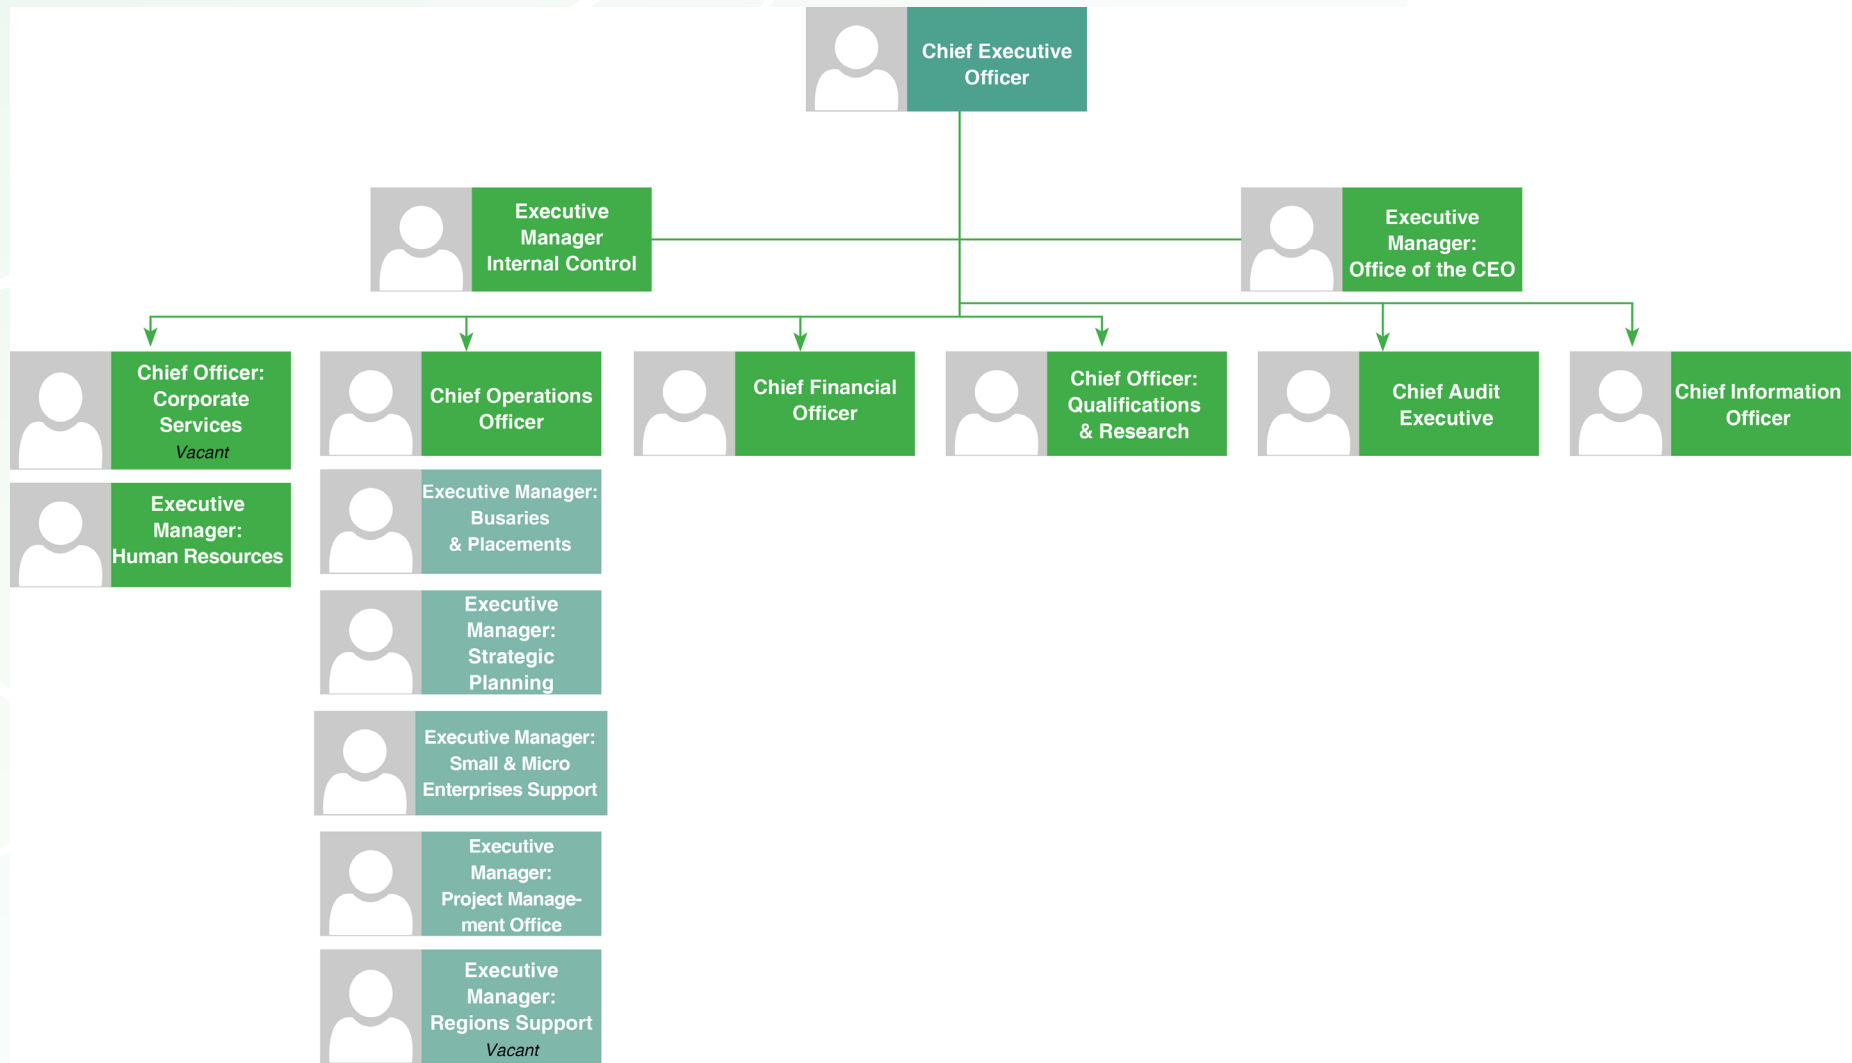 Chief Executive
Officer
Executive
Manager
Internal Control
Executive
Manager:
Office of the CEO
Chief Officer:
Corporate
Services
Vacant
Chief Operations
Officer
Chief Financial
Officer
Chief Officer:
Qualifications
& Research
Chief Audit
Executive
Chief Information
Officer
Executive
Manager:
Human Resources
Executive Manager:
Busaries
& Placements
Executive
Manager:
Strategic
Planning
Executive Manager:
Small & Micro
Enterprises Support
Executive
Manager:
Project Manage-
ment Office
Executive
Manager:
Regions Support
Vacant